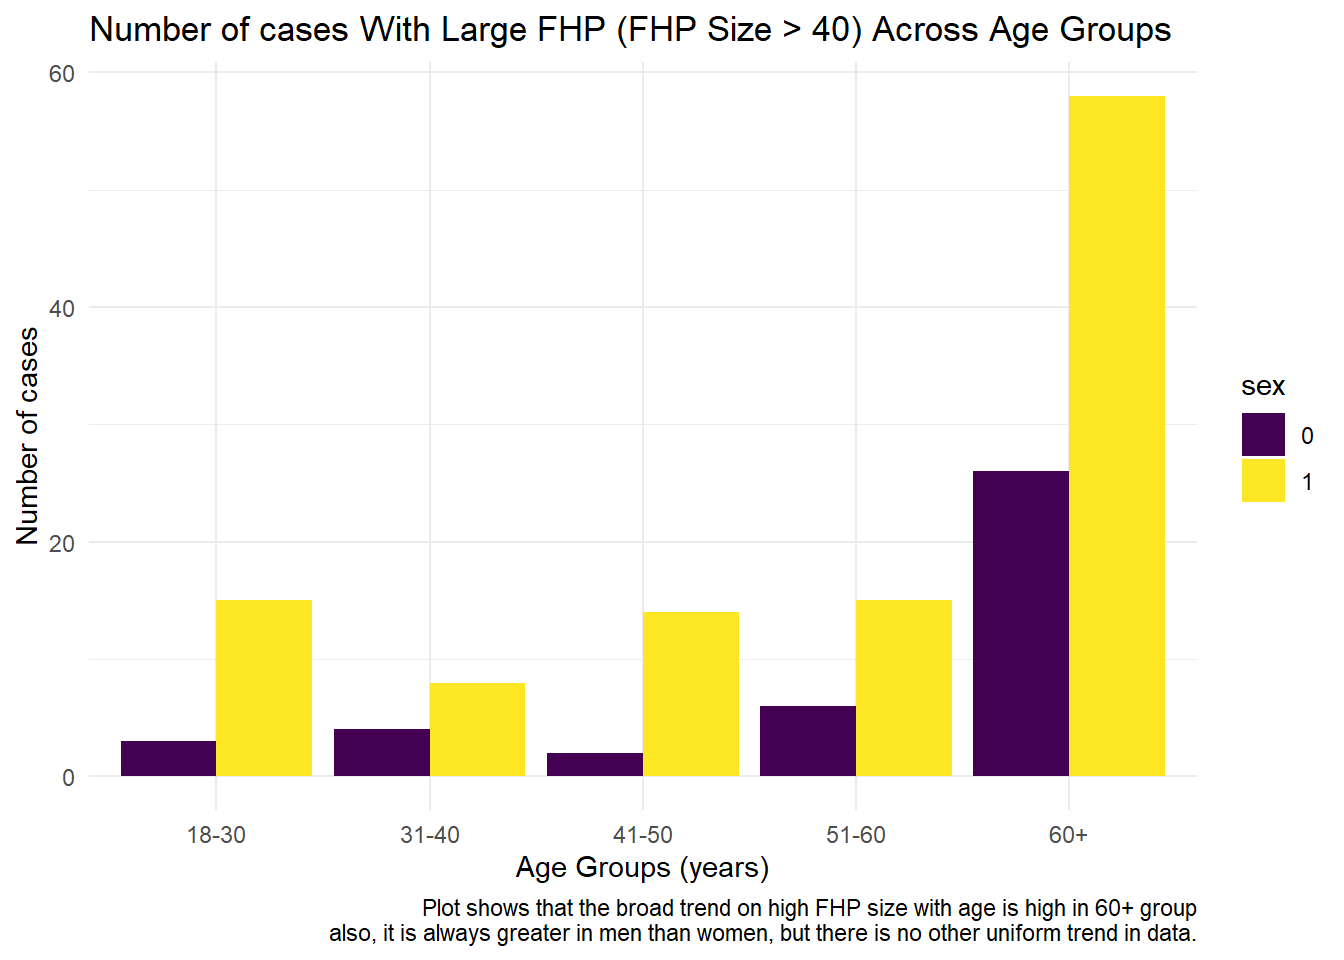 Number of cases With Large FHP (FHP Size > 40) Across Age Groups
60
40
20
0
Number of cases
18-30 31-40 41-50 51-60 60+
Age Groups (years)
sex
0
1
Plot shows that the broad trend on high FHP size with age is high in 60+ group
also, it is always greater in men than women, but there is no other uniform trend in data.